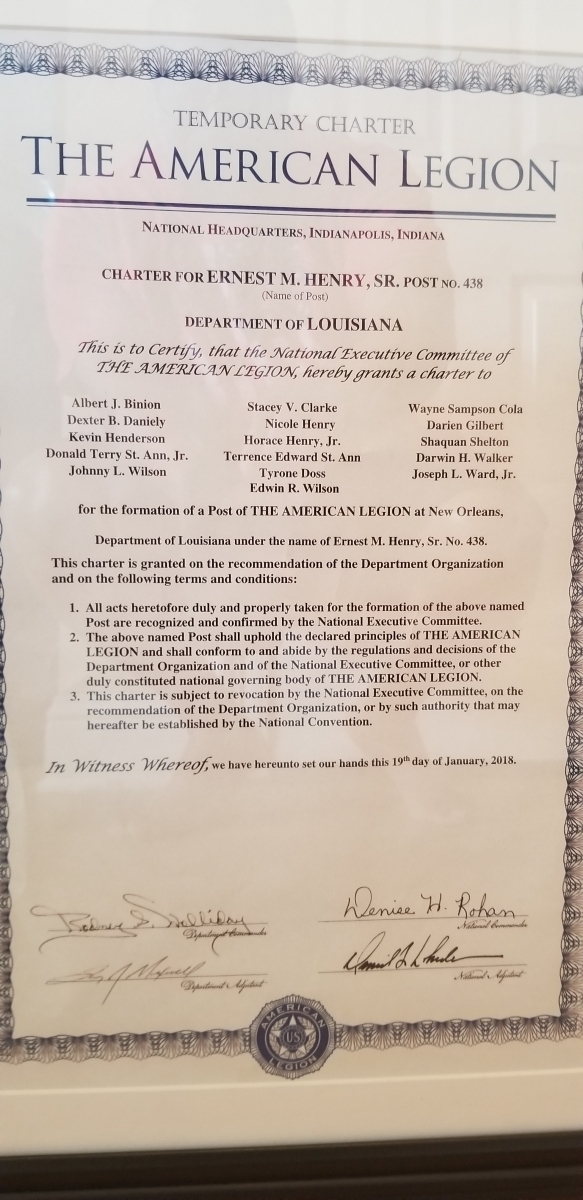 TEMPORARY CHARTER
THE AMERICAN LEGION
NATIONAL HEADQUARTERS, INDIANAPOLIS, INDIANA
CHARTER FOR ERNEST M. HENRY, SR. POST NO. 438
(Name of Post)
DEPARTMENT OF LOUISIANA
This is to Certify, that the National Executive Committee of
THE AMERICAN LEGION, hereby grants a charter to
Albert J. Binion
Dexter B. Daniely
Kevin Henderson
Donald Terry St. Ann, Jr.
Johnny L. Wilson
Stacey V. Clarke
Nicole Henry
Horace Henry, Jr.
Terrence Edward St. Ann
Tyrone Doss
Edwin R. Wilson
Wayne Sampson Cola
Darien Gilbert
Shaquan Shelton
Darwin H. Walker
Joseph L. Ward, Jr.
for the formation of a Post of THE AMERICAN LEGION at New Orleans,
Department of Louisiana under the name of Ernest M. Henry, Sr. No. 438.
This charter is granted on the recommendation of the Department Organization
and on the following terms and conditions:
1. All acts heretofore duly and properly taken for the formation of the above named
Post are recognized and confirmed by the National Executive Committee.
2. The above named Post shall uphold the declared principles of THE AMERICAN
LEGION and shall conform to and abide by the regulations and decisions of the
Department Organization and of the National Executive Committee, or other
duly constituted national governing body of THE AMERICAN LEGION.
3. This charter is subject to revocation by the National Executive Committee, on the
recommendation of the Department Organization, or by such authority that may
hereafter be established by the National Convention.
In Witness Whereof, we have hereunto set our hands this 19th day of January, 2018.
Denise H. Rohan
Department Commander
National Commander
Department Adjutant
National Adjutant
AMERICAN
US
LEGION